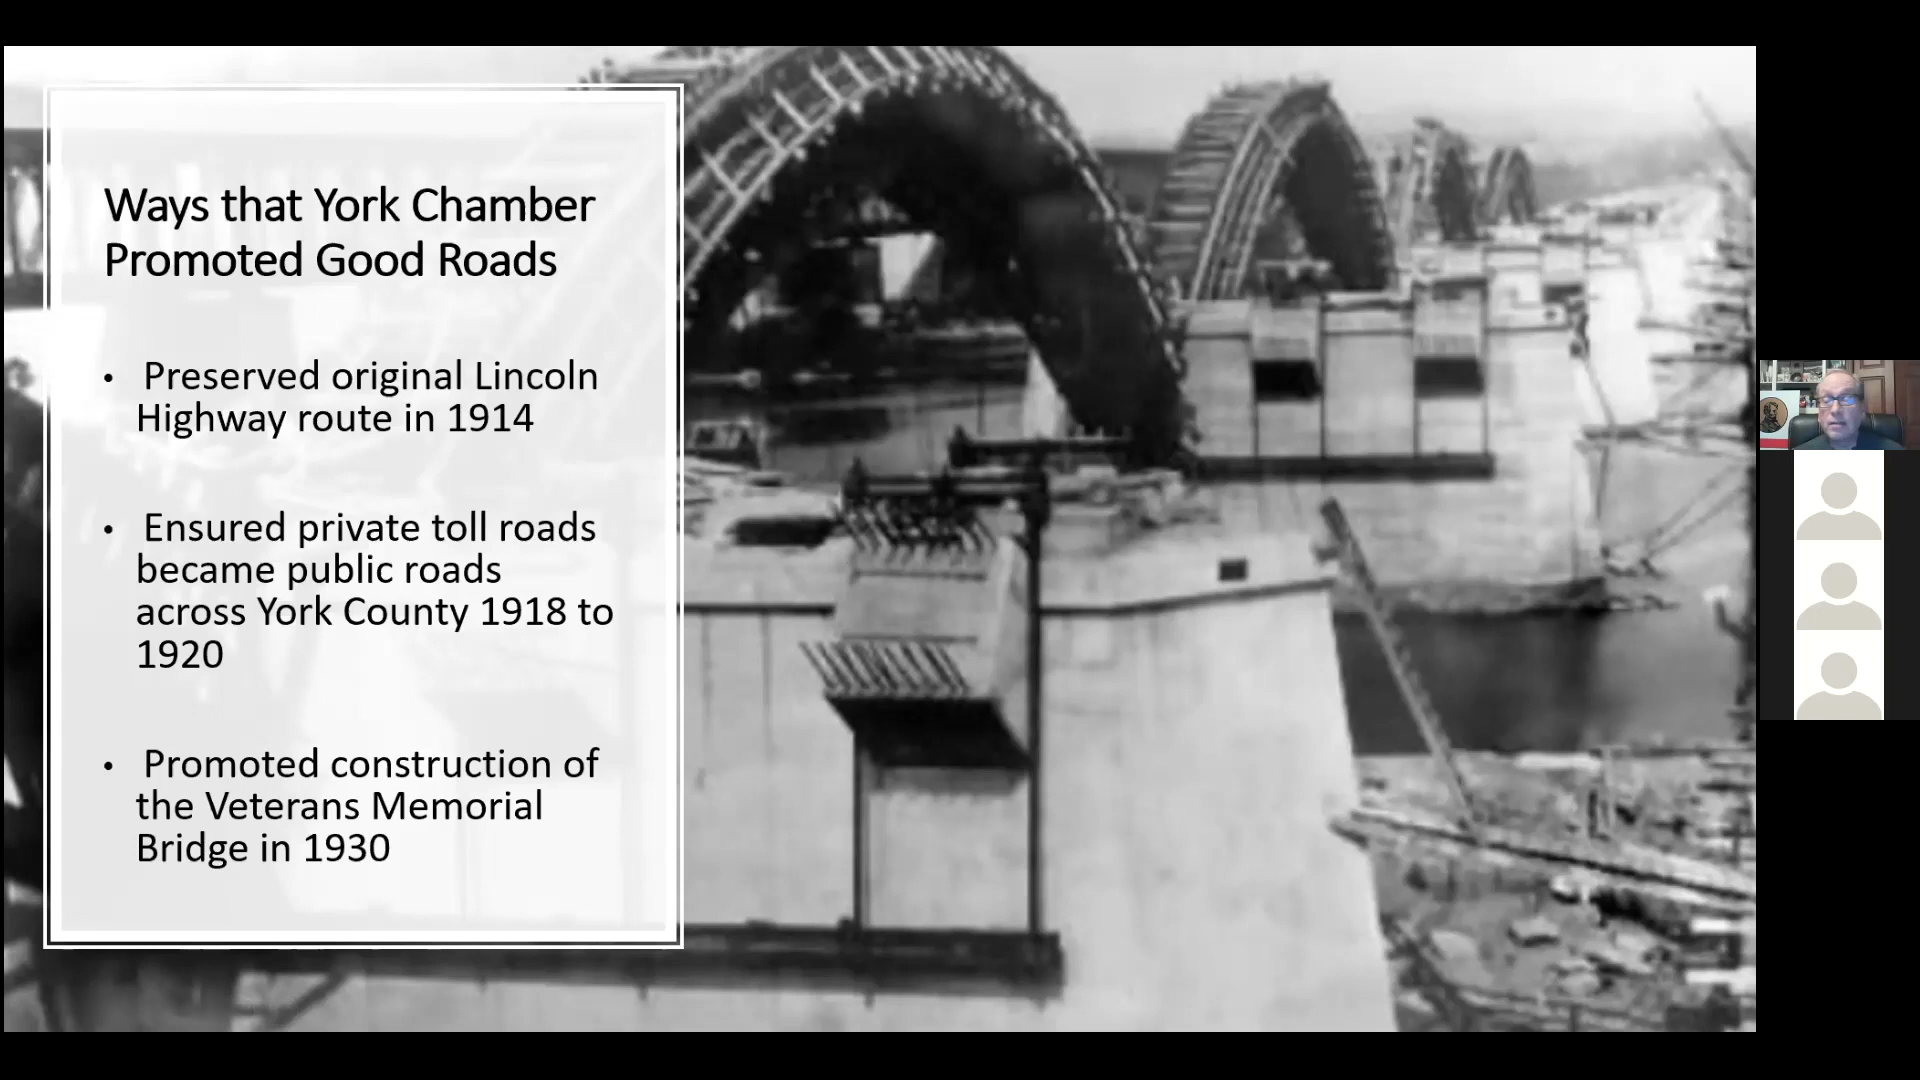 Ways that York Chamber
Promoted Good Roads
• Preserved original Lincoln
Highway route in 1914
• Ensured private toll roads
became public roads
across York County 1918 to
1920
• Promoted construction of
the Veterans Memorial
Bridge in 1930